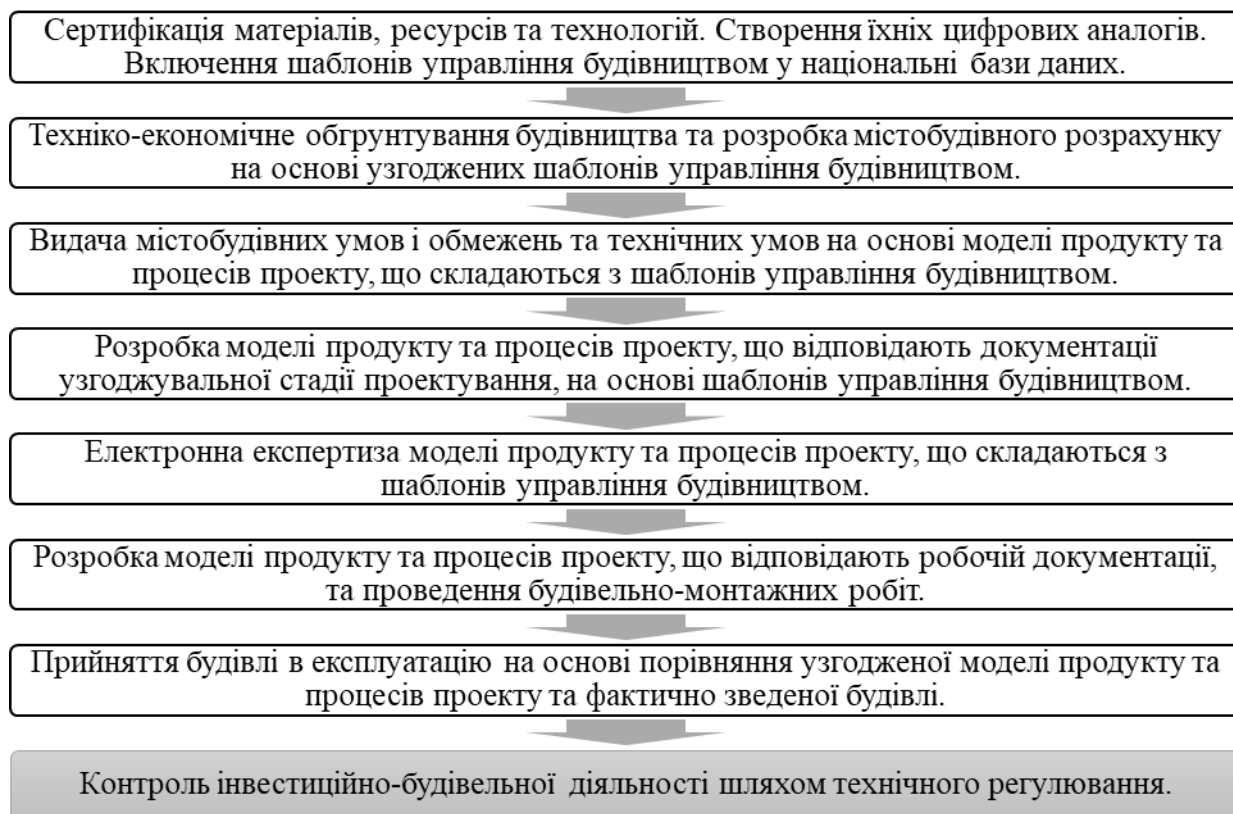 Сертифікація матеріалів, ресурсів та технологій. Створення їхніх цифрових аналогів.
Включення шаблонів управління будівництвом у національні бази даних.
Техніко-економічне обгрунтування будівництва та розробка містобудівного розрахунку
на основі узгоджених шаблонів управління будівництвом.
Видача містобудівних умов і обмежень та технічних умов на основі моделі продукту та
процесів проекту, що складаються з шаблонів управління будівництвом.
Розробка моделі продукту та процесів проекту, що відповідають документації
узгоджувальної стадії проектування, на основі шаблонів управління будівництвом.
Електронна експертиза моделі продукту та процесів проекту, що складаються з
шаблонів управління будівництвом.
Розробка моделі продукту та процесів проекту, що відповідають робочій документації,
та проведення будівельно-монтажних робіт.
Прийняття будівлі в експлуатацію на основі порівняння узгодженої моделі продукту та
процесів проекту та фактично зведеної будівлі.
Контроль інвестиційно-будівельної діяльності шляхом технічного регулювання.